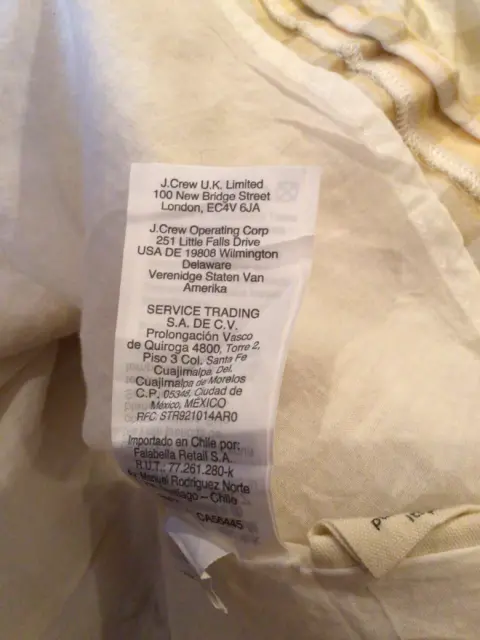 J.Crew U.K. Limited
100 New Bridge Street
London, EC4V 6JA
J.Crew Operating Corp
251 Little Falls Drive
USA DE 19808 Wilmington
Delaware
Verenidge Staten Van
Amerika
SERVICE TRADING
S.A. DE C.V.
Prolongación Vasco
de Quiroga 4800, Torre 2,
Piso 3 Col. Santa Fe
Cuajimalpa, Del.
Cuajimalpa de Morelos
C.P. 05348, Ciudad de
México, MÉXICO
RFC: STR921014AR0
Importado en Chile por:
Falabella Retail S.A.
R.U.T.: 77.261.280-k
Av Manuel Rodriguez Norte
– Chile
CA56445